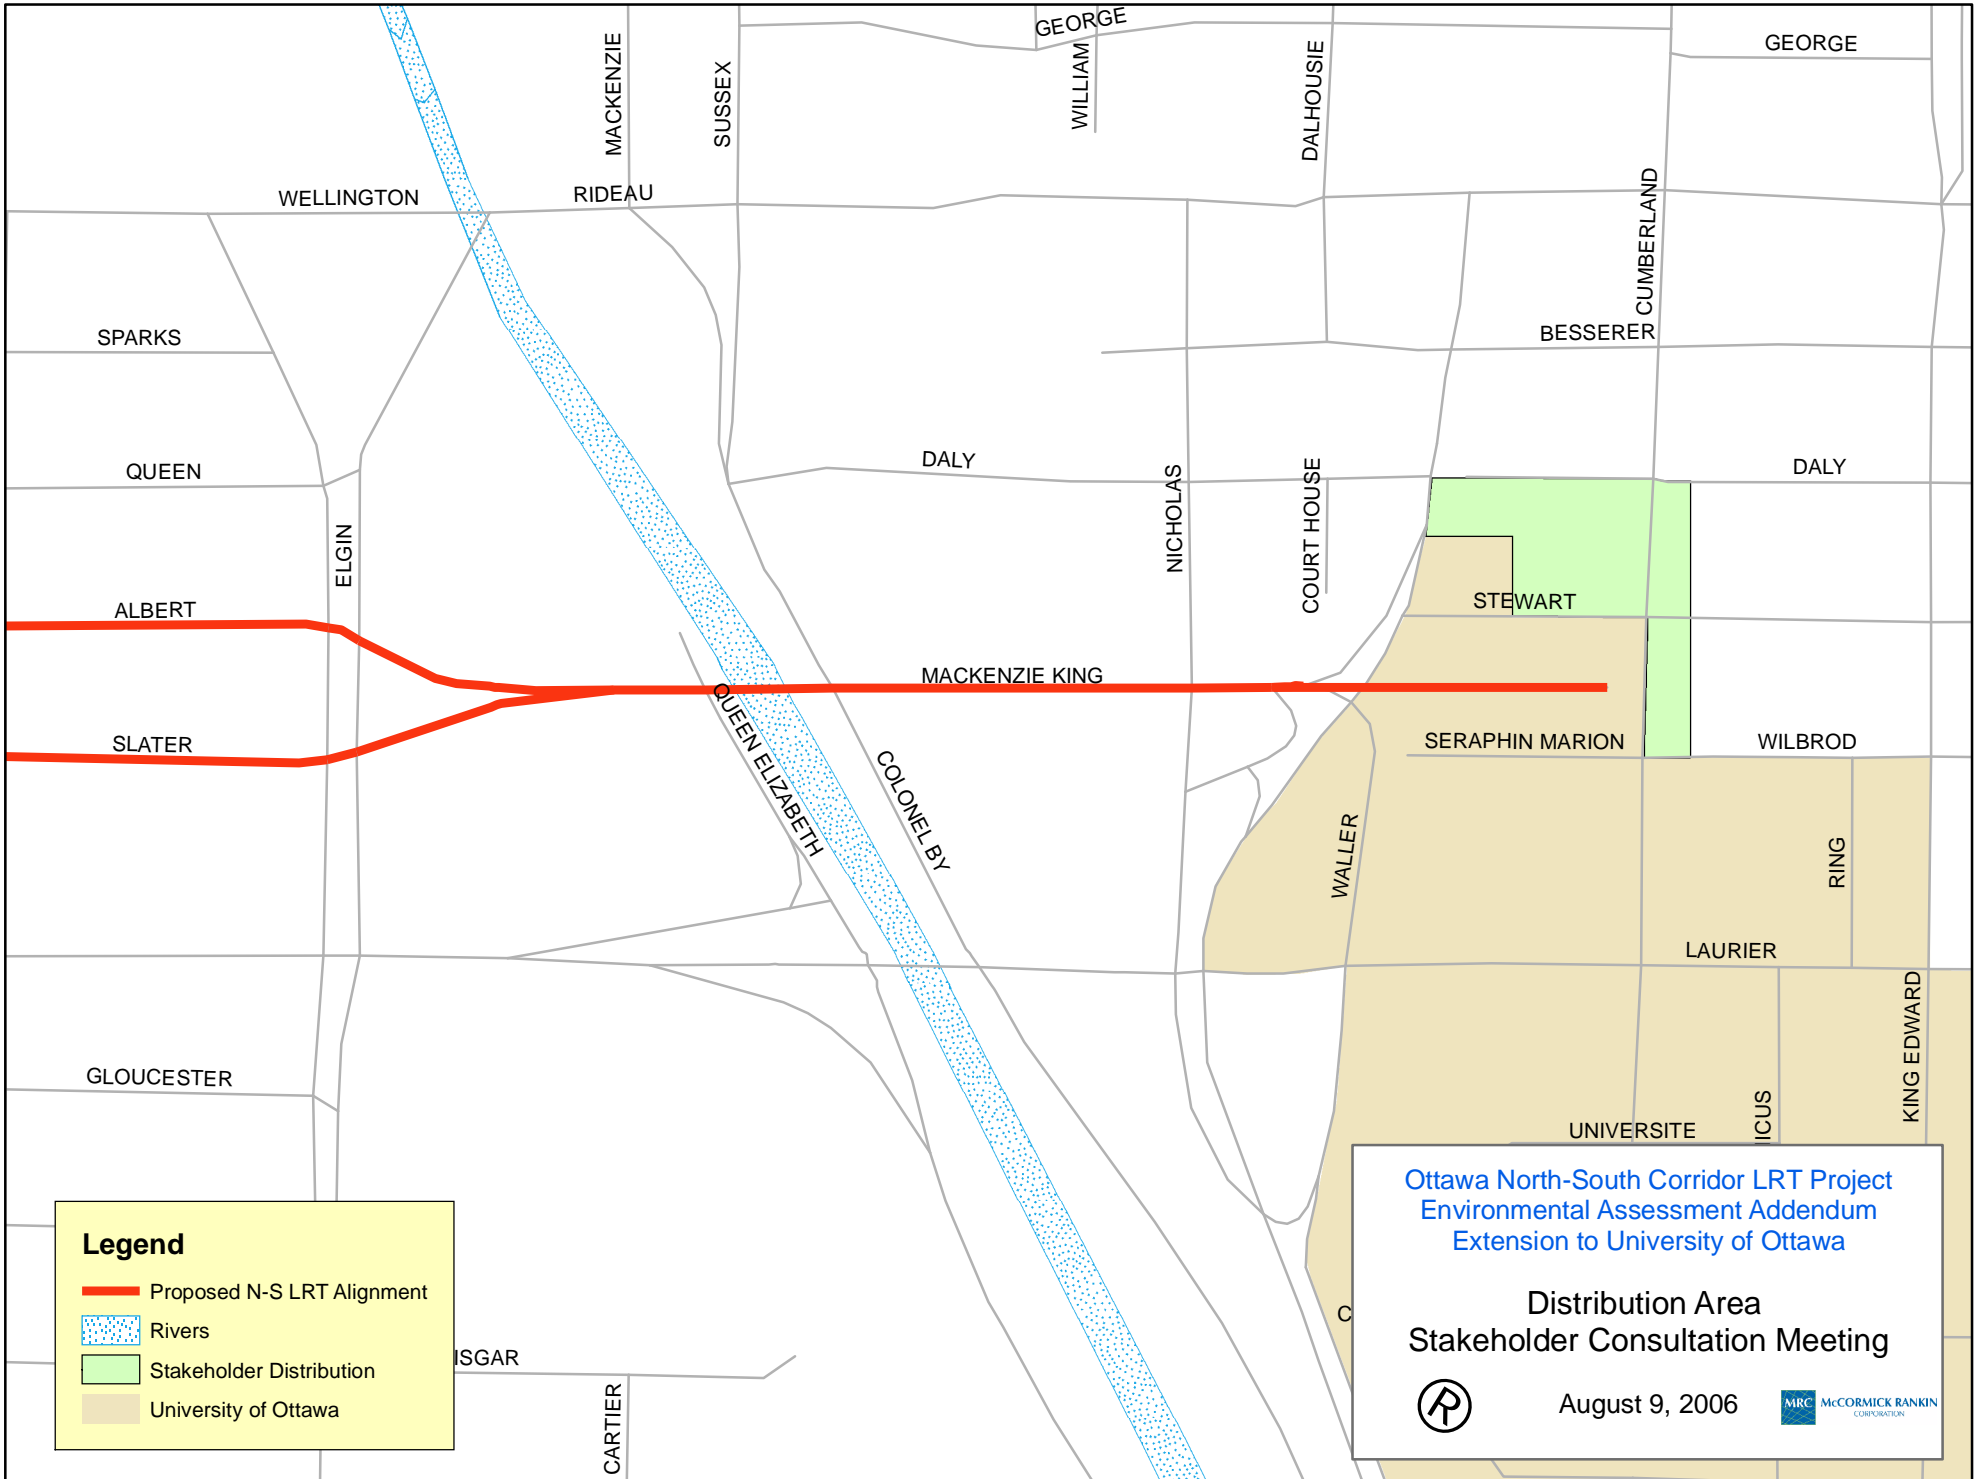 GEORGE
GEORGE
MACKENZIE
SUSSEX
WILLIAM
DALHOUSIE
WELLINGTON
RIDEAU
CUMBERLAND
SPARKS
BESSERER
QUEEN
DALY
DALY
ELGIN
NICHOLAS
COURT HOUSE
ALBERT
STEWART
MACKENZIE KING
SLATER
QUEEN ELIZABETH
COLONEL BY
SERAPHIN MARION
WILBROD
WALLER
RING
LAURIER
KING EDWARD
GLOUCESTER
ICUS
UNIVERSITE
C
ISGAR
CARTIER
Legend
Proposed N-S LRT Alignment
Rivers
Stakeholder Distribution
University of Ottawa
Ottawa North-South Corridor LRT Project
Environmental Assessment Addendum
Extension to University of Ottawa
Distribution Area
Stakeholder Consultation Meeting
August 9, 2006
MRC McCORMICK RANKIN
CORPORATION